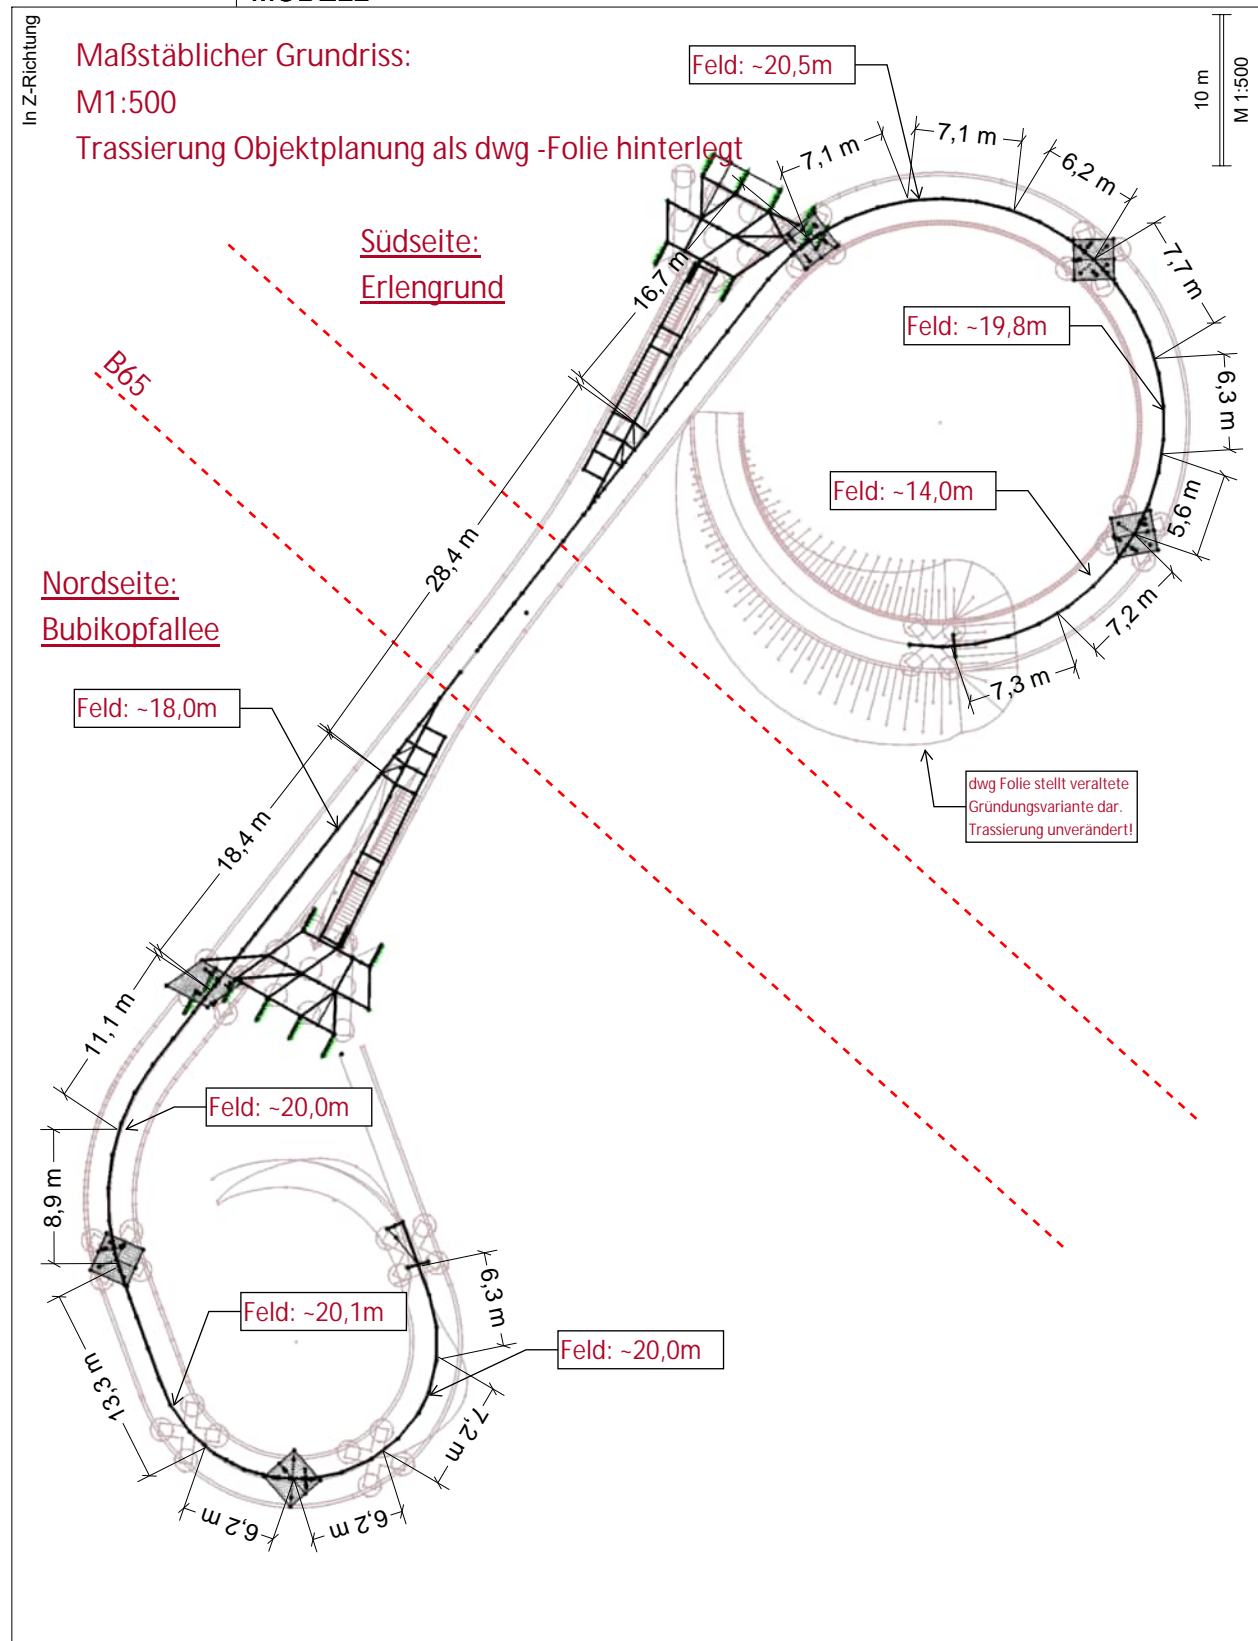 In Z-Richtung
Maßstäblicher Grundriss:
M1:500
Trassierung Objektplanung als dwg -Folie hinterlegt
10 m
M 1:500
Feld: ~20,5m
7,1 m
7,1 m
6,2 m
Südseite:
Erlengrund
16,7 m
7,7 m
Feld: ~19,8m
B65
6,3 m
Feld: ~14,0m
5,6 m
28,4 m
Nordseite:
Bubikopfallee
7,2 m
7,3 m
Feld: ~18,0m
dwg Folie stellt veraltete
Gründungsvariante dar.
Trassierung unverändert!
18,4 m
11,1 m
Feld: ~20,0m
8,9 m
6,3 m
Feld: ~20,1m
Feld: ~20,0m
13,3 m
7,2 m
6,2 m
6,2 m